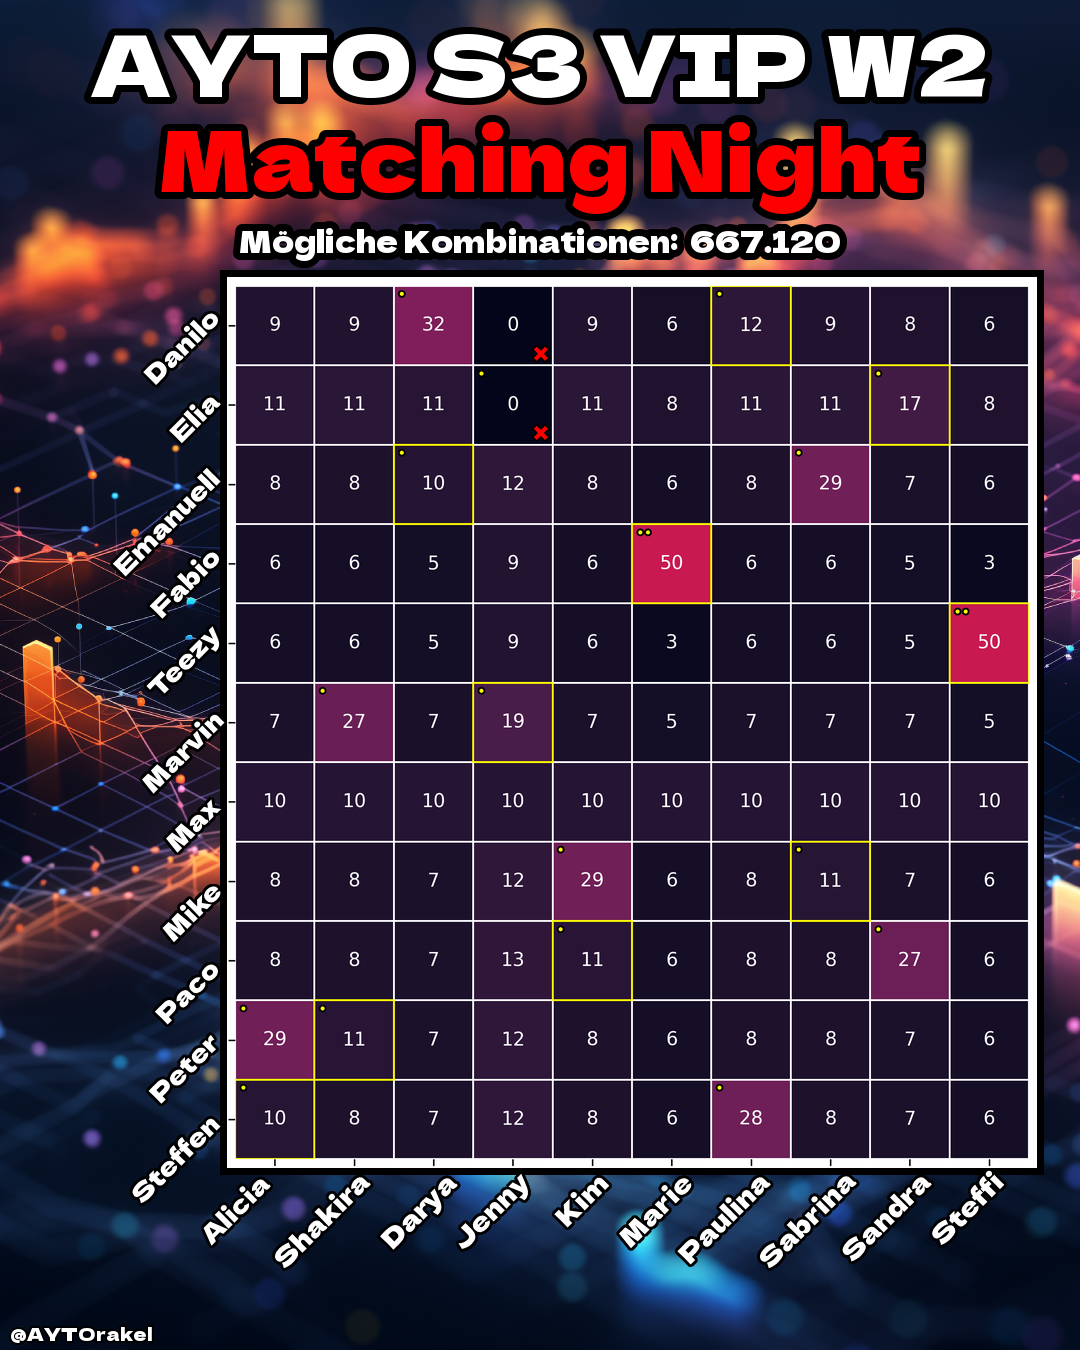 AYTO S3 VIP W2
Matching Night
Mögliche Kombinationen: 667.120
Danilo 9 9 32 0 9 6 12 9 8 6
Elia 11 11 11 0 11 8 11 11 17 8
Emanuell 8 8 10 12 8 6 8 29 7 6
Fabio 6 6 5 9 6 50 6 6 5 3
Teezy 6 6 5 9 6 3 6 6 5 50
Marvin 7 27 7 19 7 5 7 7 7 5
Max 10 10 10 10 10 10 10 10 10 10
Mike 8 8 7 12 29 6 8 11 7 6
Paco 8 8 7 13 11 6 8 8 27 6
Peter 29 11 7 12 8 6 8 8 7 6
Steffen 10 8 7 12 8 6 28 8 7 6
Alicia Shakira Darya Jenny Kim Marie Paulina Sabrina Sandra Steffi
@AYTOrakel